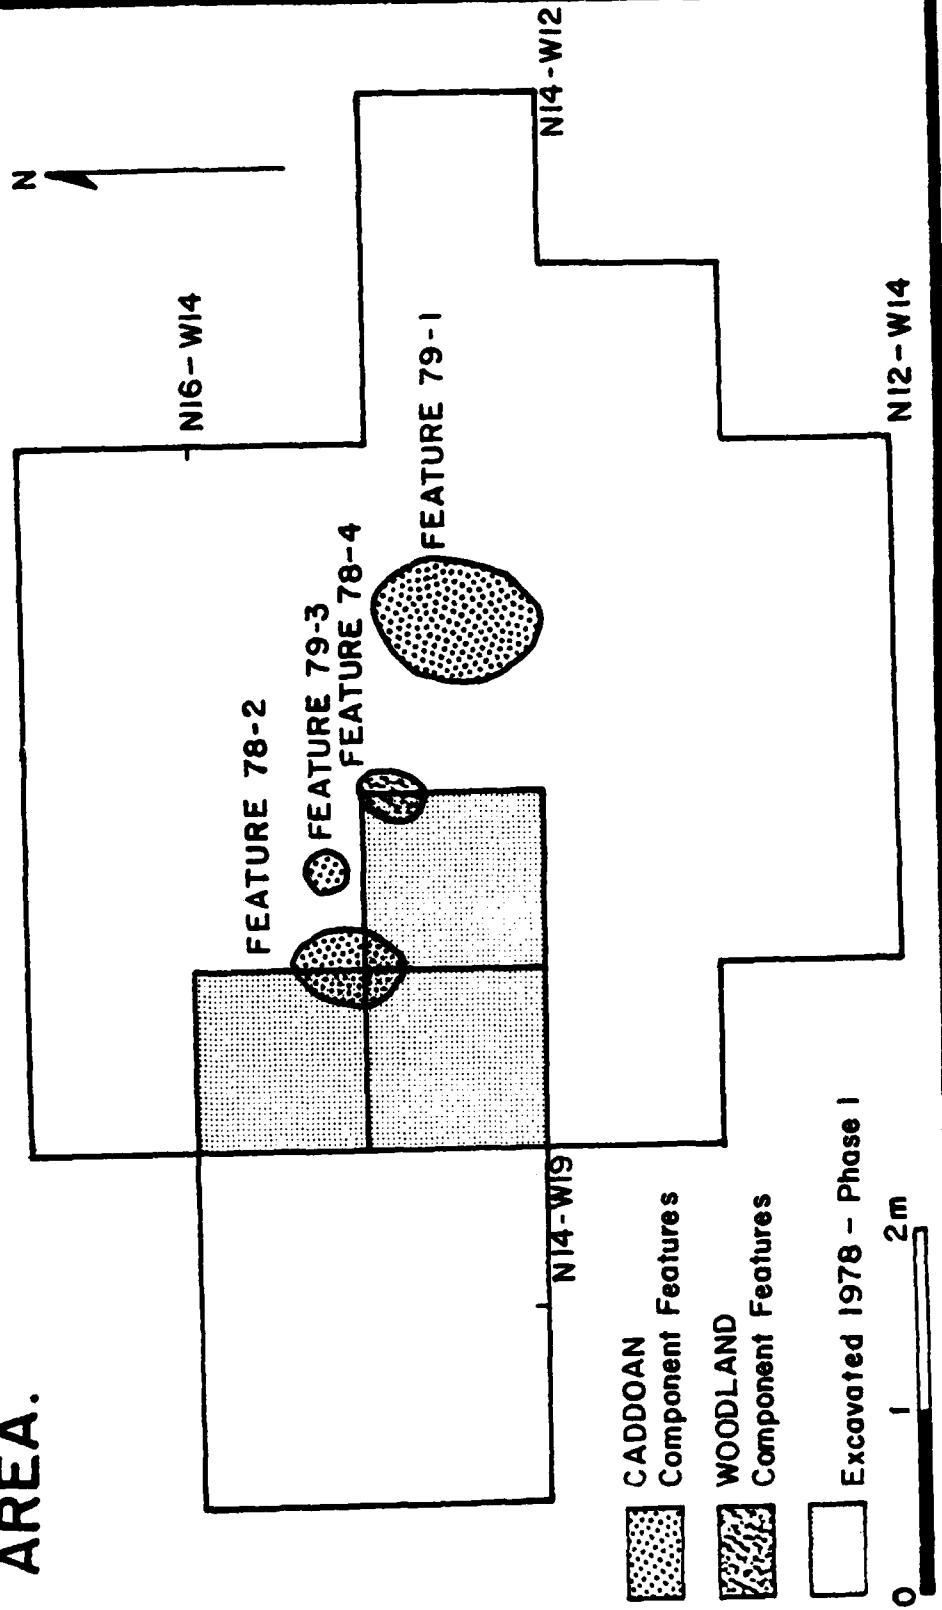 AREA.
N
N16-W14
N14-W12
FEATURE 78-2
FEATURE 79-3
FEATURE 78-4
FEATURE 79-1
N14-W19
N12-W14
CADDOAN
Component Features
WOODLAND
Component Features
Excavated 1978 - Phase I
0 1 2m